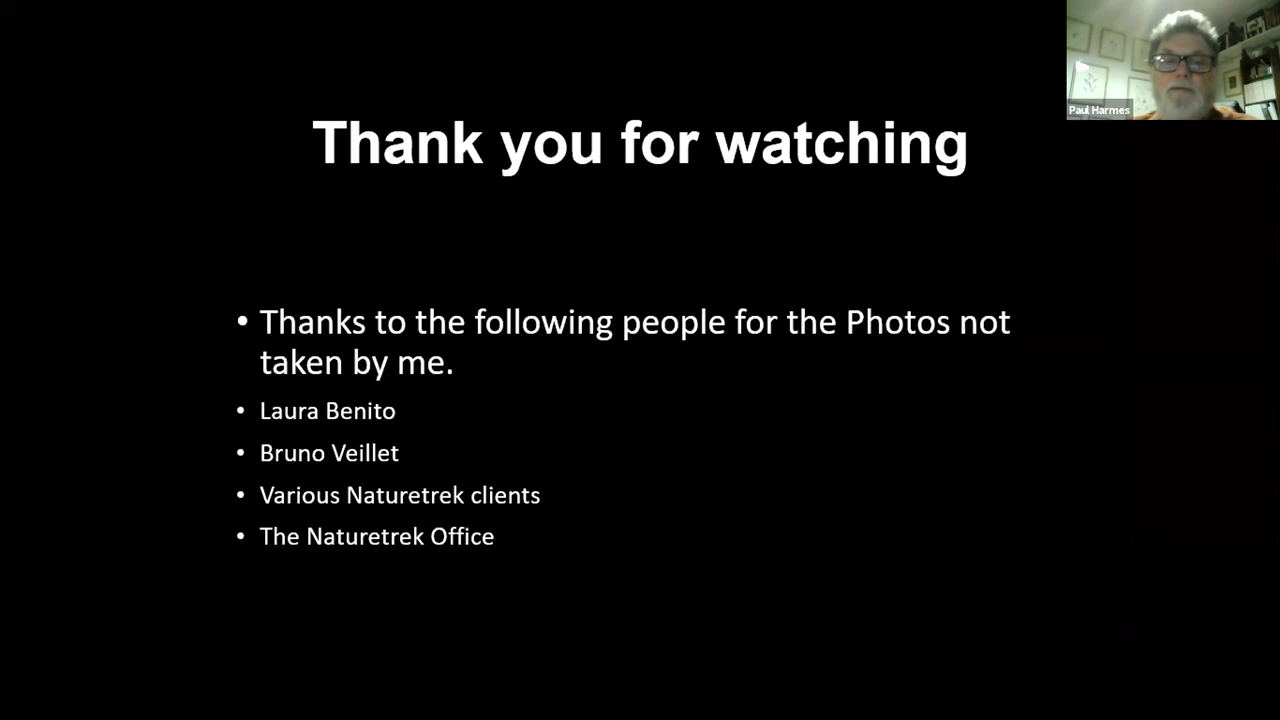 Paul Harmes
Thank you for watching
• Thanks to the following people for the Photos not
taken by me.
• Laura Benito
• Bruno Veillet
• Various Naturetrek clients
• The Naturetrek Office